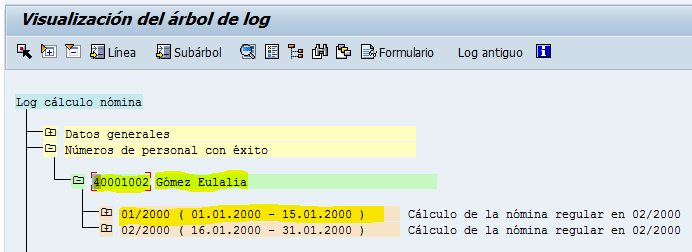 Visualización del árbol de log
Línea Subárbol Formulario Log antiguo
Log cálculo nómina
Datos generales
Números de personal con éxito
40001002 Gómez Eulalia
01/2000 ( 01.01.2000 - 15.01.2000 ) Cálculo de la nómina regular en 02/2000
02/2000 ( 16.01.2000 - 31.01.2000 ) Cálculo de la nómina regular en 02/2000